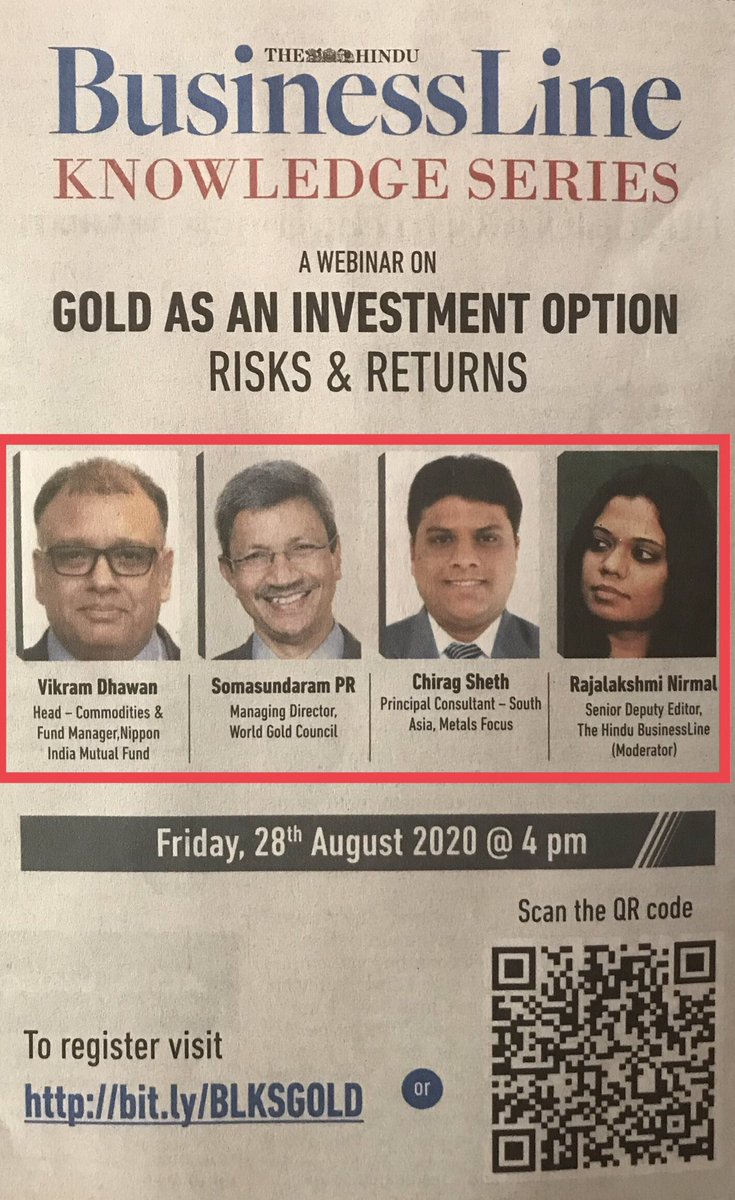 THE HINDU
BusinessLine
KNOWLEDGE SERIES
A WEBINAR ON
GOLD AS AN INVESTMENT OPTION
RISKS & RETURNS
Vikram Dhawan
Head – Commodities &
Fund Manager,Nippon
India Mutual Fund
Somasundaram PR
Managing Director,
World Gold Council
Chirag Sheth
Principal Consultant – South
Asia, Metals Focus
Rajalakshmi Nirmal
Senior Deputy Editor,
The Hindu BusinessLine
(Moderator)
Friday, 28th August 2020 @ 4 pm
Scan the QR code
To register visit
http://bit.ly/BLKSGOLD
or